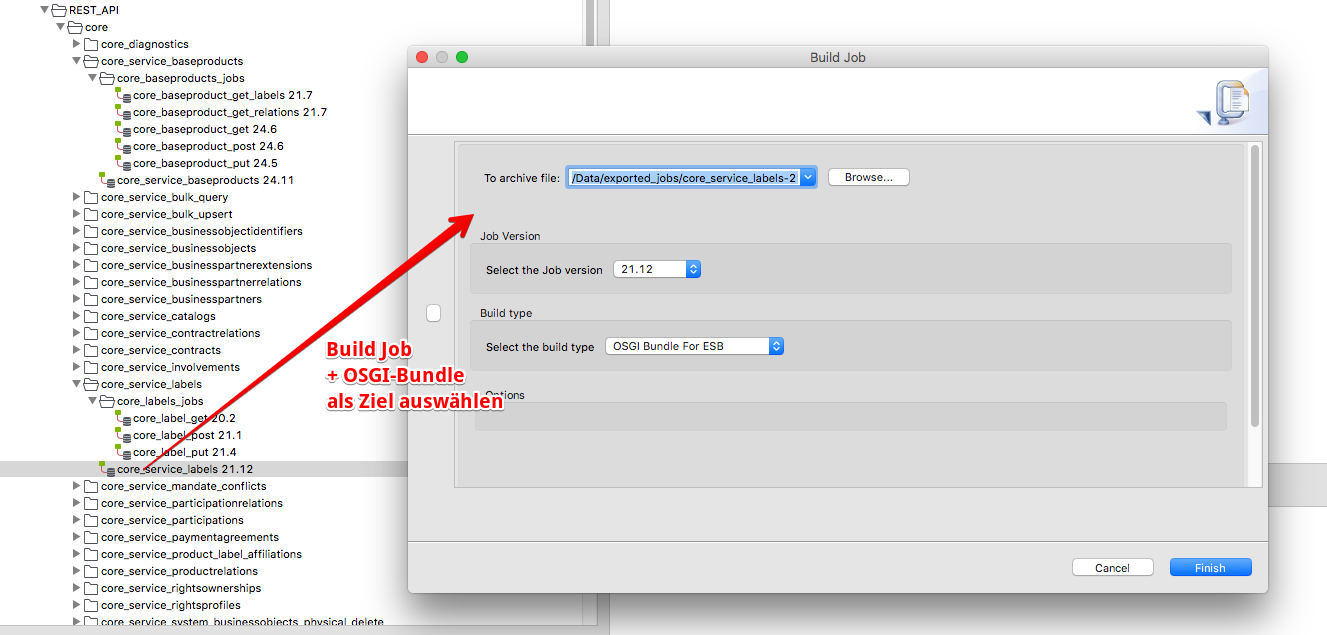 REST_API
core
core_diagnostics
core_service_baseproducts
core_baseproducts_jobs
core_baseproduct_get_labels 21.7
core_baseproduct_get_relations 21.7
core_baseproduct_get 24.6
core_baseproduct_post 24.6
core_baseproduct_put 24.5
core_service_baseproducts 24.11
core_service_bulk_query
core_service_bulk_upsert
core_service_businessobjectidentifiers
core_service_businessobjects
core_service_businesspartnerextensions
core_service_businesspartnerrelations
core_service_businesspartners
core_service_catalogs
core_service_contractrelations
core_service_contracts
core_service_involvements
core_service_labels
core_labels_jobs
core_label_get 20.2
core_label_post 21.1
core_label_put 21.4
core_service_labels 21.12
core_service_mandate_conflicts
core_service_participationrelations
core_service_participations
core_service_paymentagreements
core_service_product_label_affiliations
core_service_productrelations
core_service_rightsownerships
core_service_rightsprofiles
core_service_system_businessobjects_physical_delete
Build Job
+ OSGI-Bundle
als Ziel auswählen
Build Job
To archive file: /Data/exported_jobs/core_service_labels-2 Browse...
Job Version
Select the Job version 21.12
Build type
Select the build type OSGI Bundle For ESB
Options
Cancel Finish